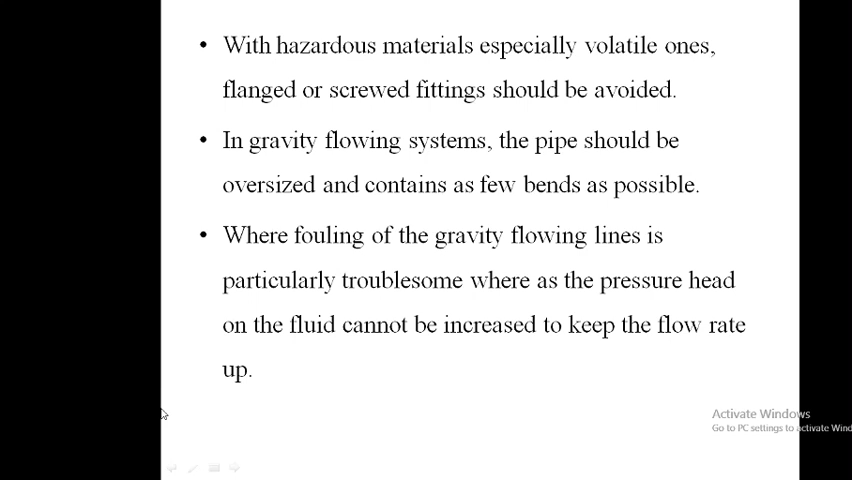 • With hazardous materials especially volatile ones,
flanged or screwed fittings should be avoided.
• In gravity flowing systems, the pipe should be
oversized and contains as few bends as possible.
• Where fouling of the gravity flowing lines is
particularly troublesome where as the pressure head
on the fluid cannot be increased to keep the flow rate
up.
Activate Windows
Go to PC settings to activate Wind